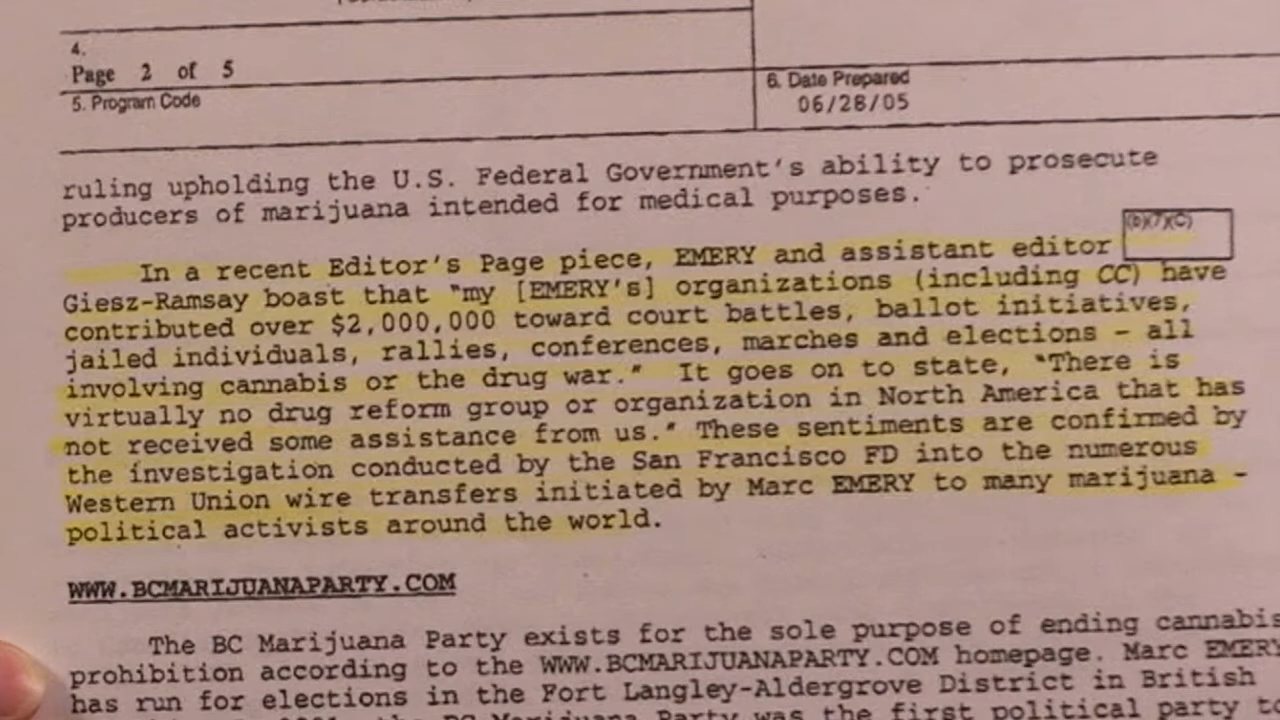 4.
Page 2 of 5
5. Program Code
6. Date Prepared
06/28/05
ruling upholding the U.S. Federal Government's ability to prosecute
producers of marijuana intended for medical purposes.
(b)(7)(C)
In a recent Editor's Page piece, EMERY and assistant editor
Giesz-Ramsay boast that "my [EMERY's] organizations (including CC) have
contributed over $2,000,000 toward court battles, ballot initiatives,
jailed individuals, rallies, conferences, marches and elections – all
involving cannabis or the drug war." It goes on to state, "There is
virtually no drug reform group or organization in North America that has
not received some assistance from us." These sentiments are confirmed by
the investigation conducted by the San Francisco FD into the numerous
Western Union wire transfers initiated by Marc EMERY to many marijuana –
political activists around the world.
WWW.BCMARIJUANAPARTY.COM
The BC Marijuana Party exists for the sole purpose of ending cannabis
prohibition according to the WWW.BCMARIJUANAPARTY.COM homepage. Marc EMERY
has run for elections in the Fort Langley-Aldergrove District in British
Marijuana Party was the first political party to